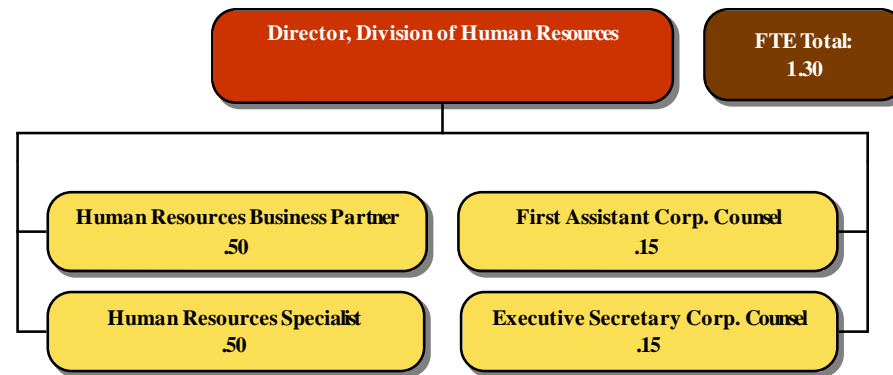 Director, Division of Human Resources
FTE Total:
1.30
Human Resources Business Partner
.50
First Assistant Corp. Counsel
.15
Human Resources Specialist
.50
Executive Secretary Corp. Counsel
.15